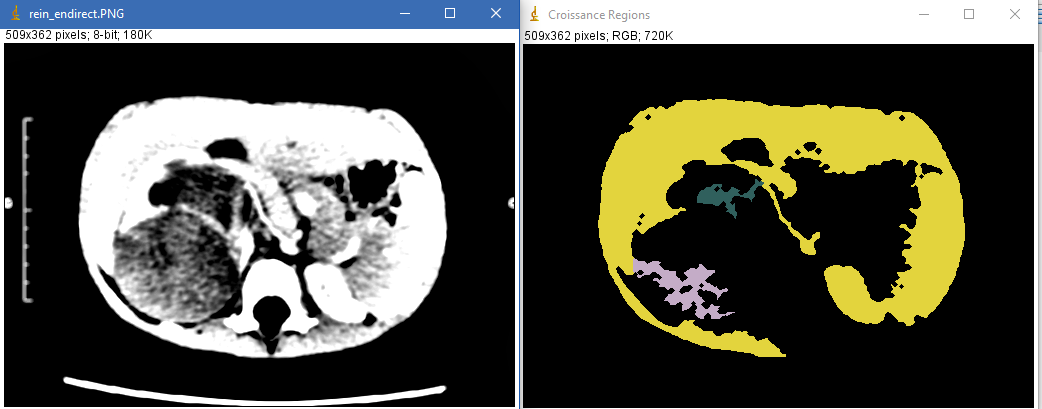 rein_endirect.PNG
509x362 pixels; 8-bit; 180K
Croissance Regions
509x362 pixels; RGB; 720K